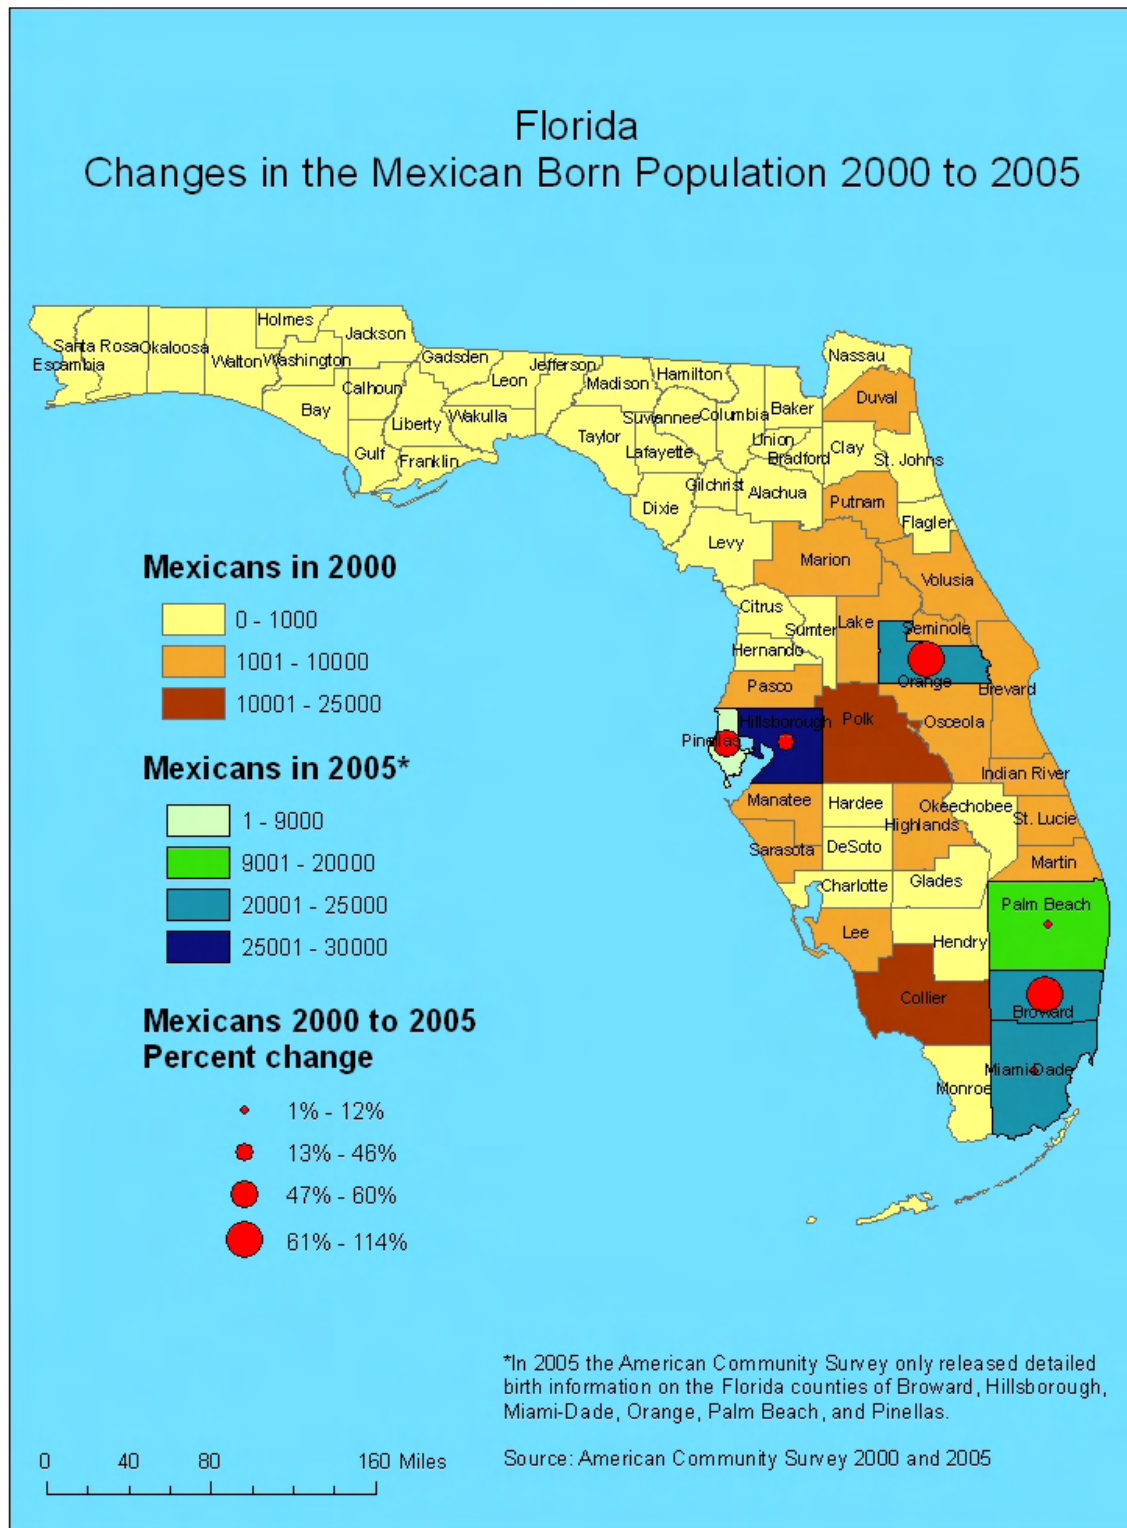 Florida
Changes in the Mexican Born Population 2000 to 2005
Holmes
Jackson
Santa Rosa
Okaloosa
Escambia
Walton
Washington
Gadsden
Jefferson
Leon
Madison
Hamilton
Nassau
Duval
Calhoun
Bay
Liberty
Wakulla
Taylor
Suwannee
Columbia
Baker
Union
Bradford
Clay
St. Johns
Gulf
Franklin
Lafayette
Gilchrist
Alachua
Putnam
Dixie
Flagler
Levy
Marion
Volusia
Citrus
Sumter
Lake
Seminole
Hernando
Orange
Brevard
Pasco
Pinellas
Hillsborough
Polk
Osceola
Indian River
Manatee
Hardee
Okeechobee
Highlands
St. Lucie
Sarasota
DeSoto
Martin
Charlotte
Glades
Palm Beach
Lee
Hendry
Collier
Broward
Miami-Dade
Monroe
Mexicans in 2000
0 - 1000
1001 - 10000
10001 - 25000
Mexicans in 2005*
1 - 9000
9001 - 20000
20001 - 25000
25001 - 30000
Mexicans 2000 to 2005
Percent change
1% - 12%
13% - 46%
47% - 60%
61% - 114%
*In 2005 the American Community Survey only released detailed
birth information on the Florida counties of Broward, Hillsborough,
Miami-Dade, Orange, Palm Beach, and Pinellas.
Source: American Community Survey 2000 and 2005
0 40 80 160 Miles